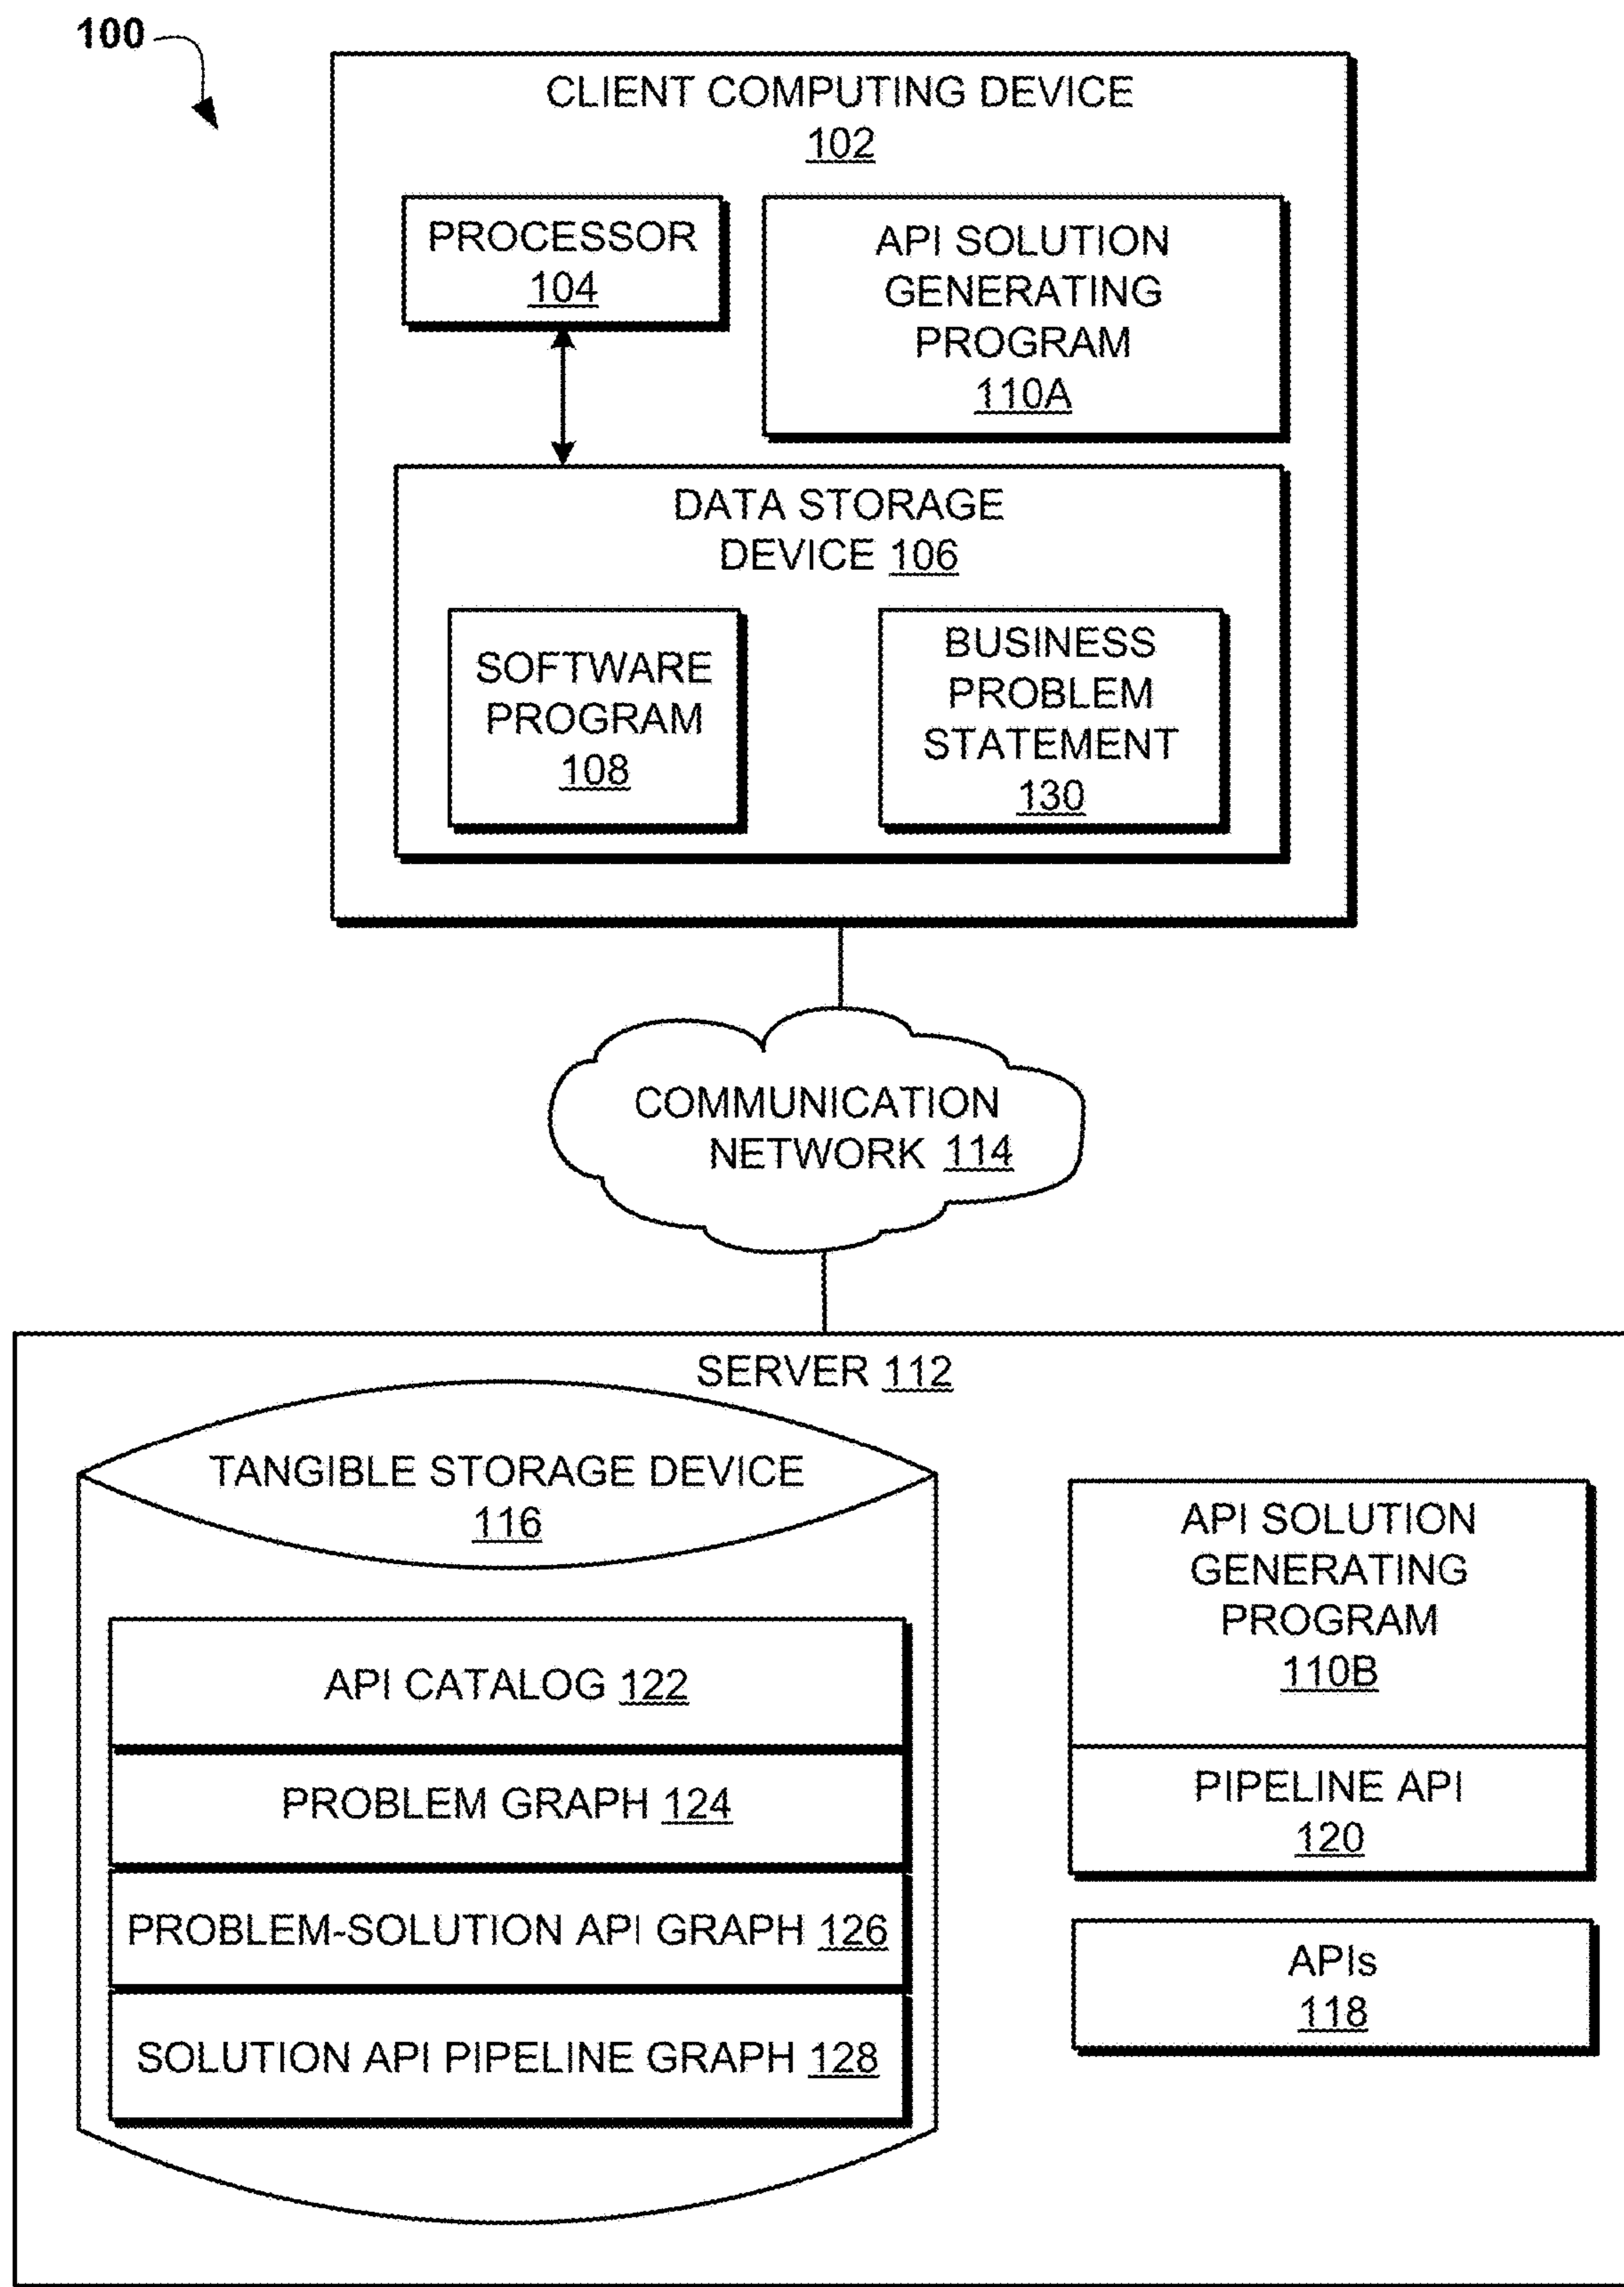 100
CLIENT COMPUTING DEVICE
102
PROCESSOR
104
API SOLUTION
GENERATING
PROGRAM
110A
DATA STORAGE
DEVICE 106
SOFTWARE
PROGRAM
108
BUSINESS
PROBLEM
STATEMENT
130
COMMUNICATION
NETWORK 114
SERVER 112
TANGIBLE STORAGE DEVICE
116
API CATALOG 122
PROBLEM GRAPH 124
PROBLEM-SOLUTION API GRAPH 126
SOLUTION API PIPELINE GRAPH 128
API SOLUTION
GENERATING
PROGRAM
110B
PIPELINE API
120
APIs
118